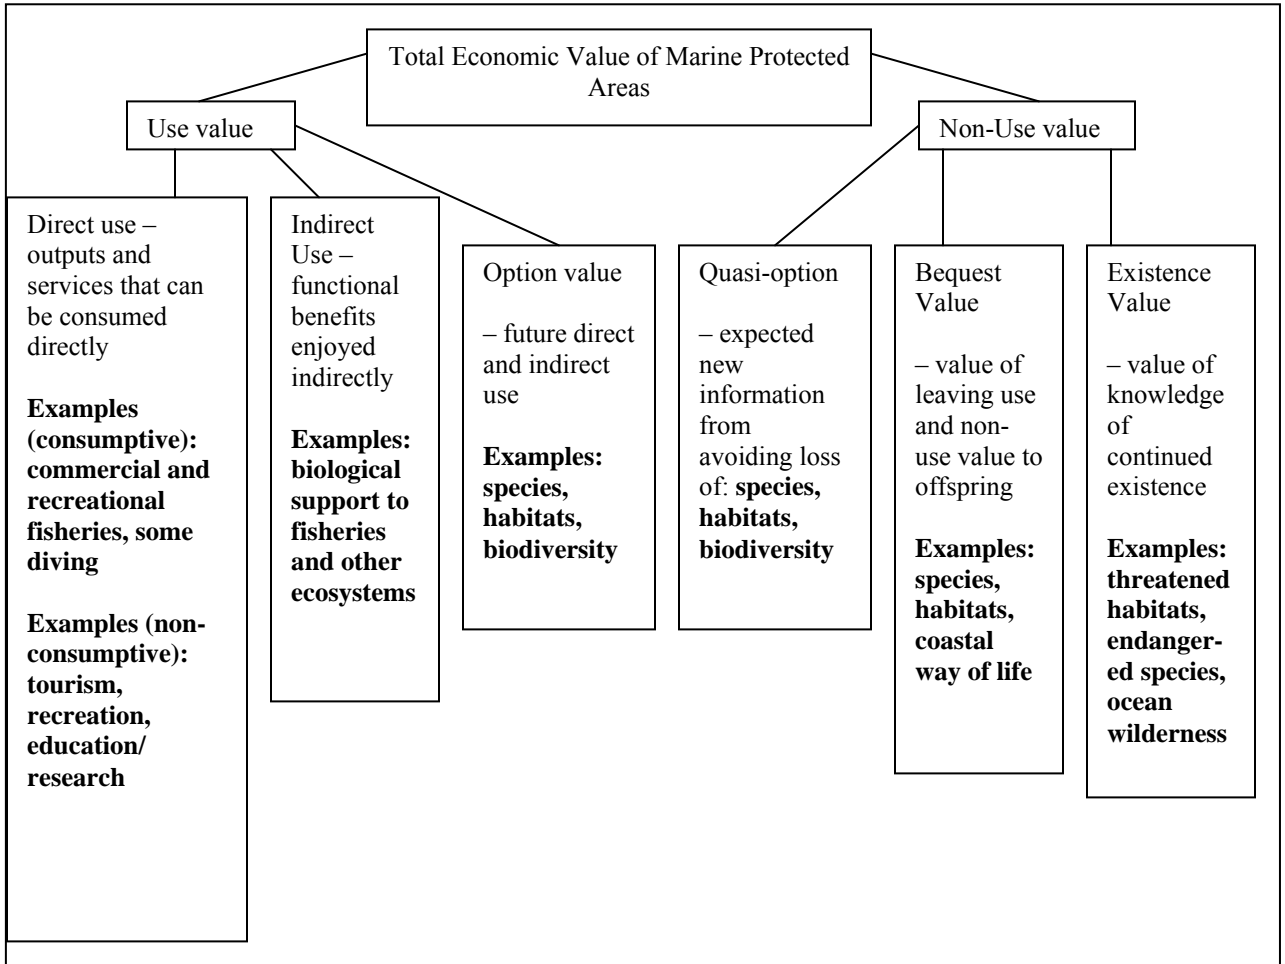 Total Economic Value of Marine Protected
Areas
Use value
Non-Use value
Direct use –
outputs and
services that can
be consumed
directly
Examples
(consumptive):
commercial and
recreational
fisheries, some
diving
Examples (non-
consumptive):
tourism,
recreation,
education/
research
Indirect
Use –
functional
benefits
enjoyed
indirectly
Examples:
biological
support to
fisheries
and other
ecosystems
Option value
– future direct
and indirect
use
Examples:
species,
habitats,
biodiversity
Quasi-option
– expected
new
information
from
avoiding loss
of: species,
habitats,
biodiversity
Bequest
Value
– value of
leaving use
and non-
use value to
offspring
Examples:
species,
habitats,
coastal
way of life
Existence
Value
– value of
knowledge
of
continued
existence
Examples:
threatened
habitats,
endanger-
ed species,
ocean
wilderness